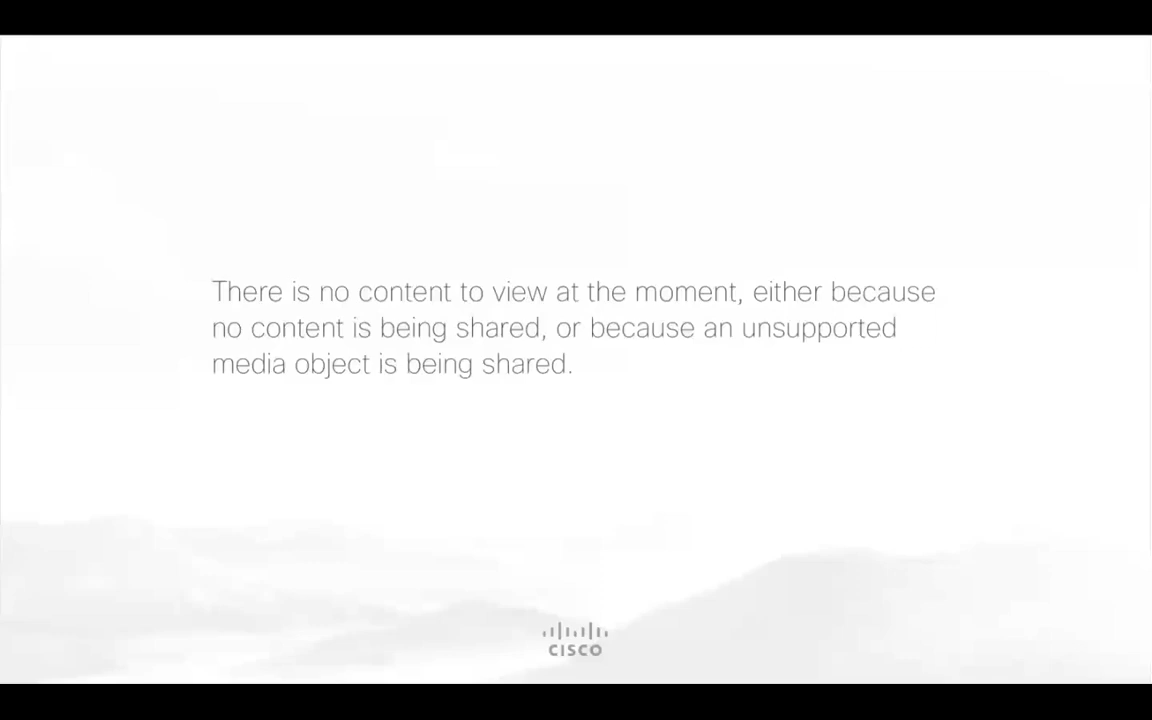 There is no content to view at the moment, either because
no content is being shared, or because an unsupported
media object is being shared.
CISCO